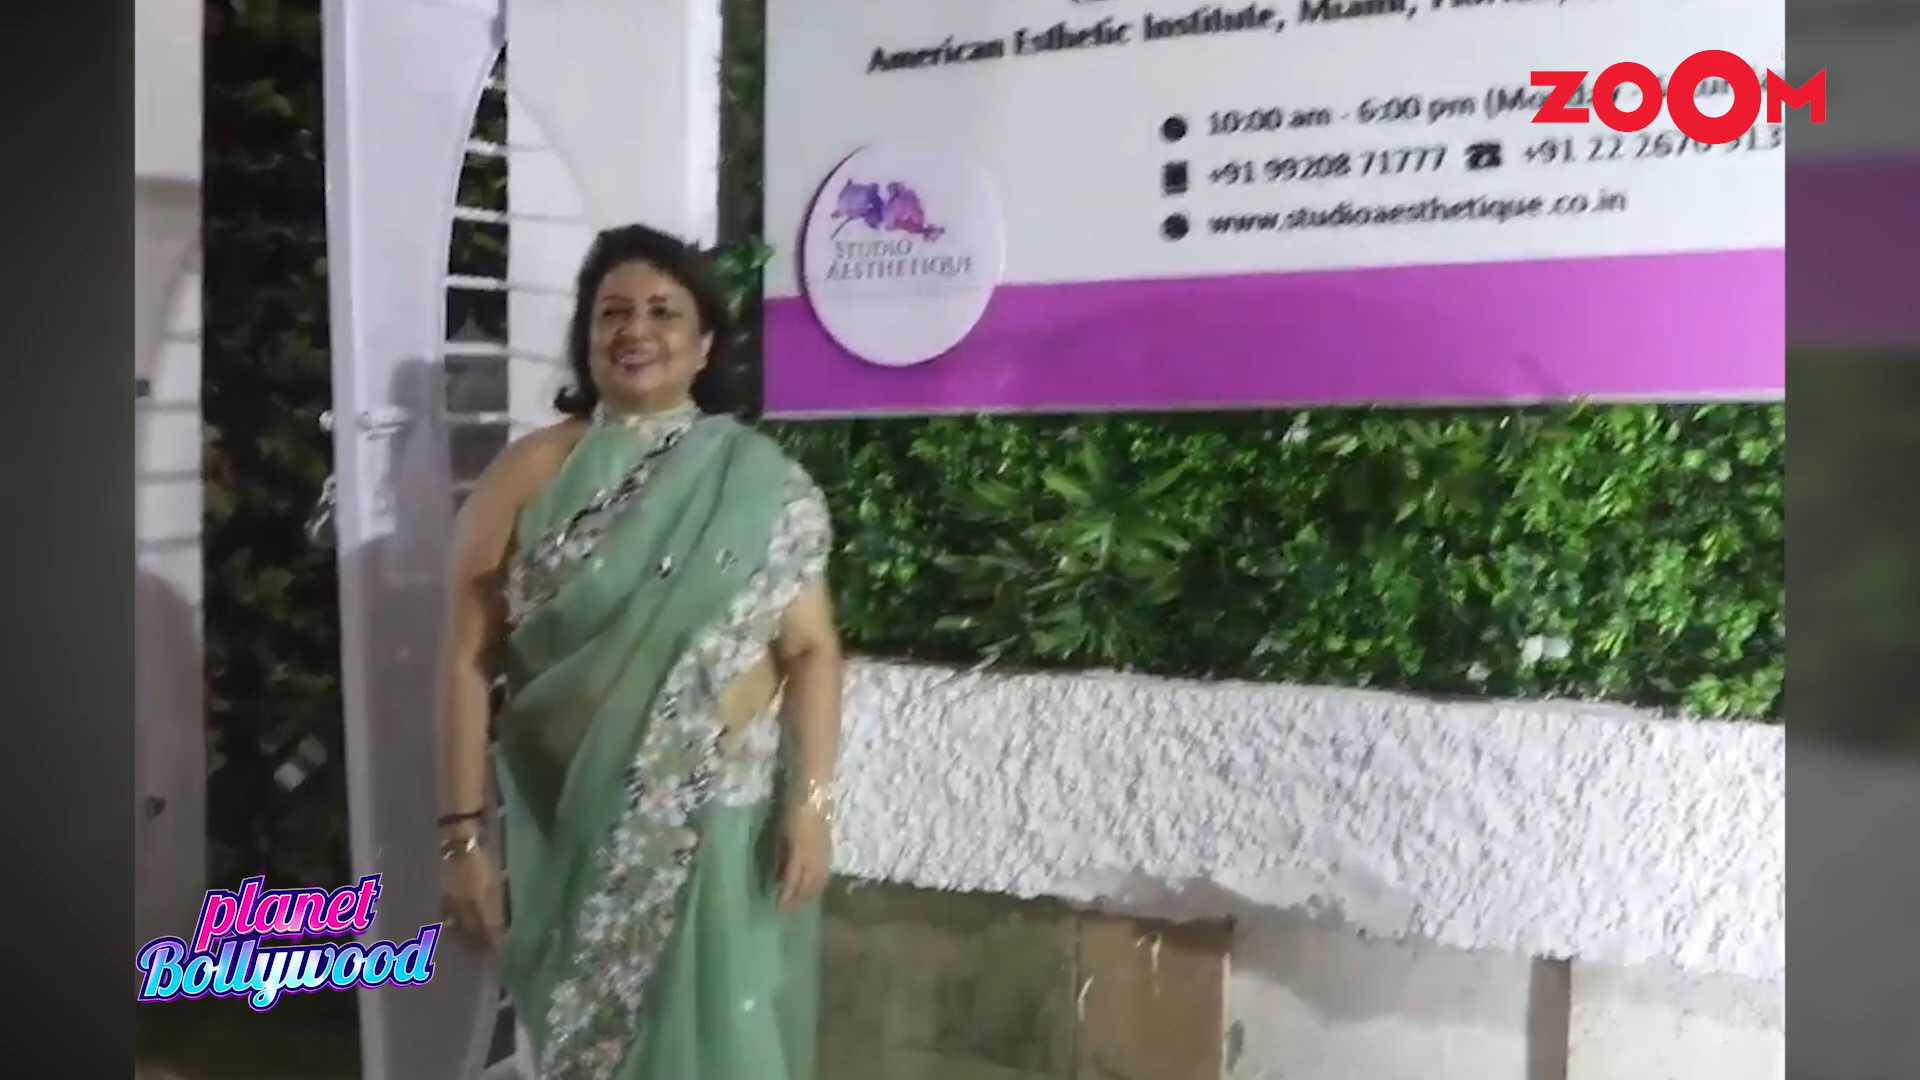 American Esthetic Institute, Miami,
ZOOM
10:00 am - 6:00 pm
+91 99208 71777 +91 22 2670
www.studioaesthetique.co.in
STUDIO
AESTHETIQUE
planet
Bollywood